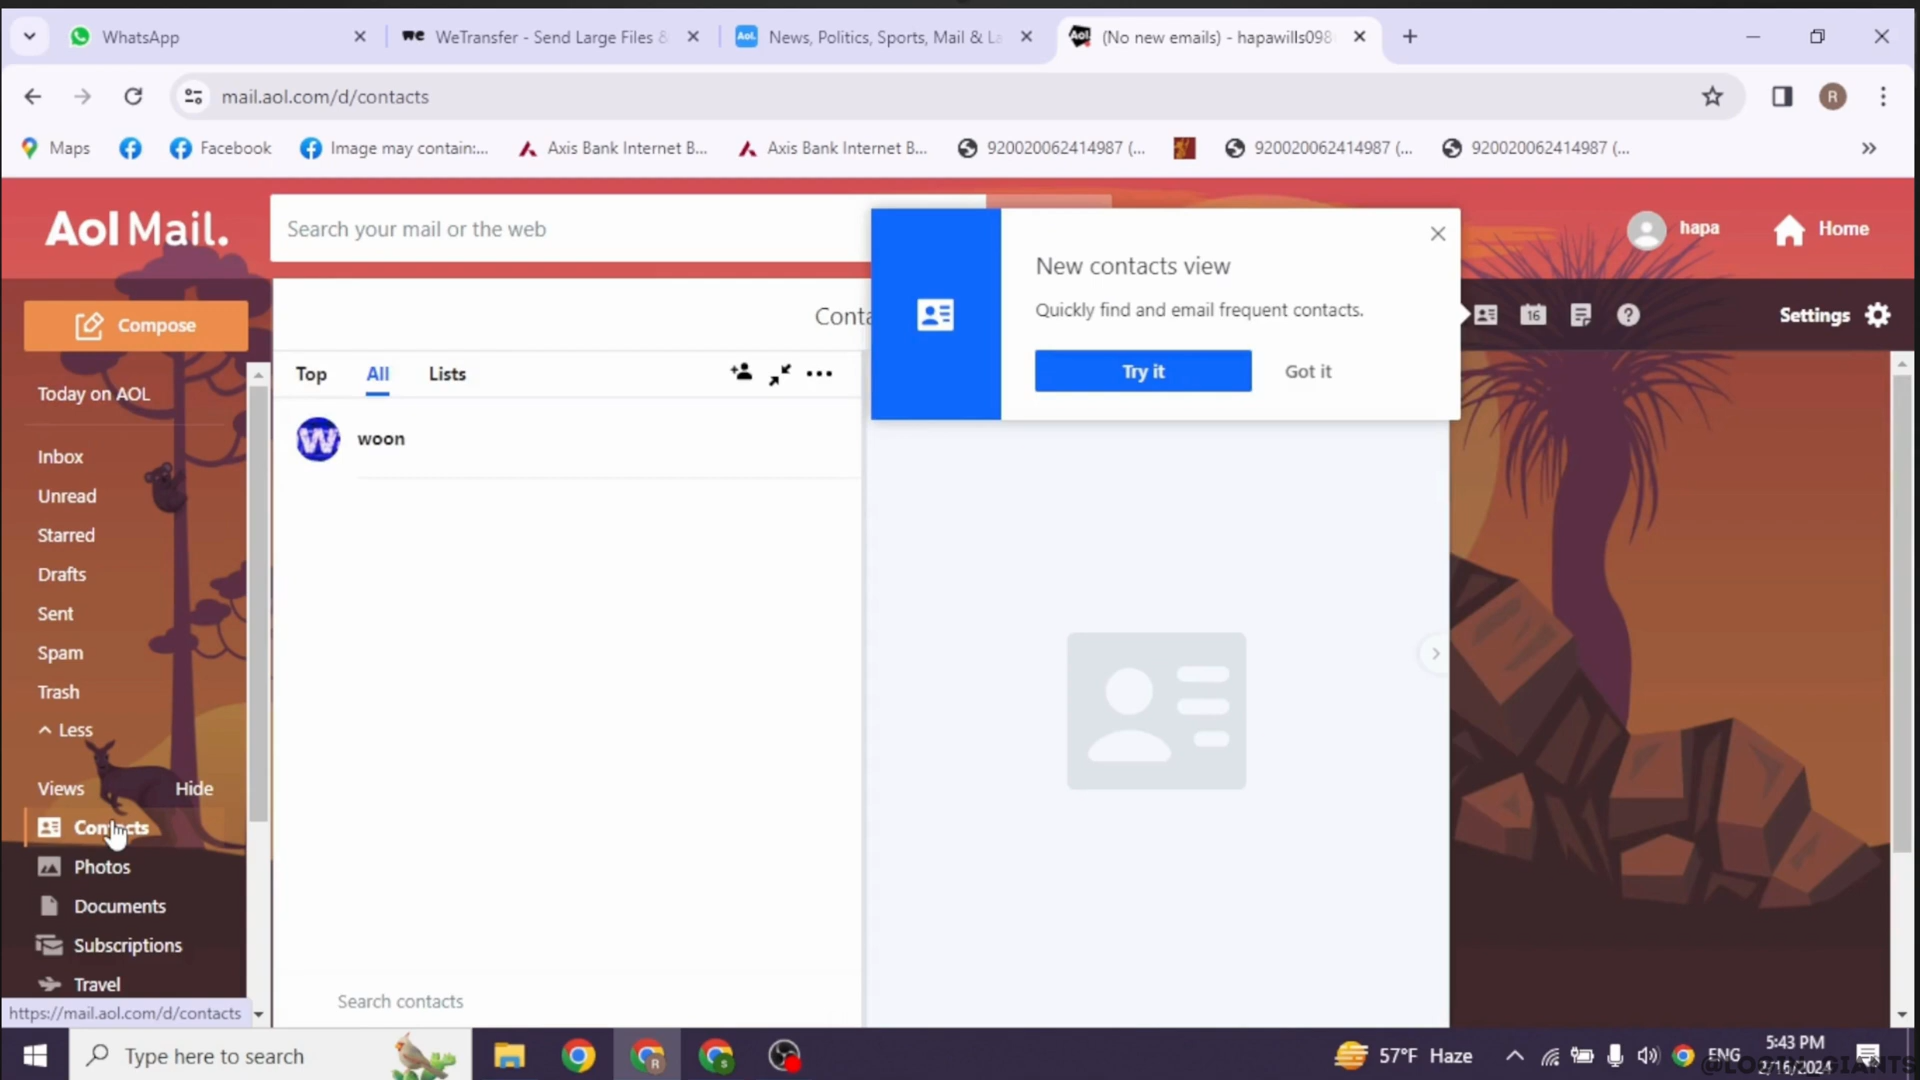 WhatsApp
WeTransfer - Send Large Files &
News, Politics, Sports, Mail & La
(No new emails) - hapawills098
mail.aol.com/d/contacts
R
Maps
Facebook
Image may contain:...
Axis Bank Internet B...
Axis Bank Internet B...
920020062414987 (...
920020062414987 (...
920020062414987 (...
Aol Mail.
Search your mail or the web
hapa
Home
New contacts view
Quickly find and email frequent contacts.
Try it
Got it
Compose
Conta
16
Settings
Today on AOL
Top
All
Lists
woon
Inbox
Unread
Starred
Drafts
Sent
Spam
Trash
Less
Views
Hide
Contacts
Photos
Documents
Subscriptions
Travel
Search contacts
https://mail.aol.com/d/contacts
Type here to search
57°F Haze
ENG
5:43 PM
2/16/2024
@LOGIN_GIANTS